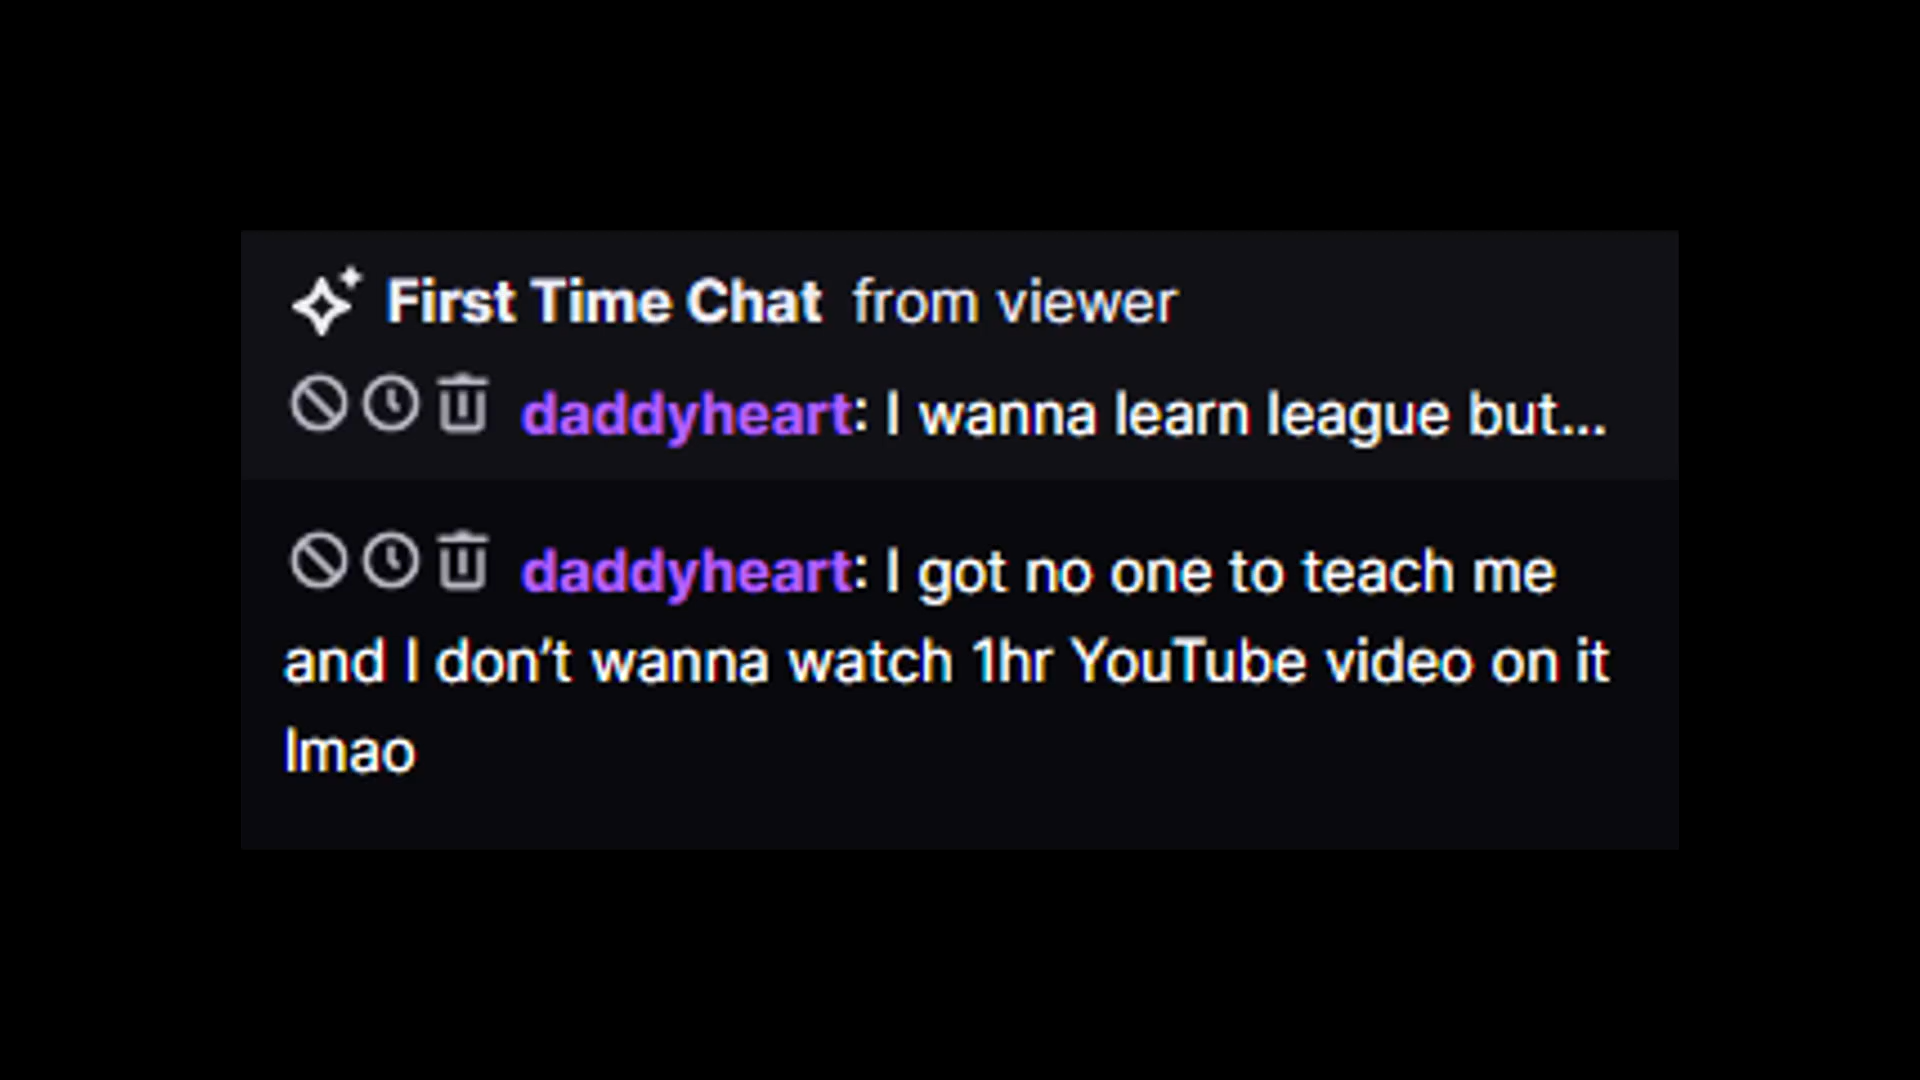 First Time Chat from viewer
daddyheart: I wanna learn league but...
daddyheart: I got no one to teach me
and I don’t wanna watch 1hr YouTube video on it
lmao